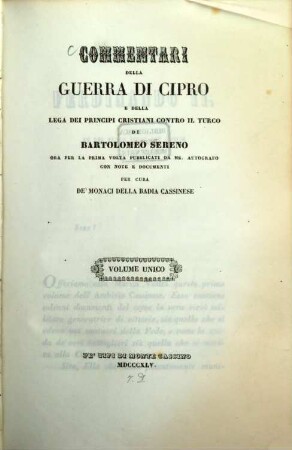 COMMENTARI
DELLA
GUERRA DI CIPRO
E DELLA
LEGA DEI PRINCIPI CRISTIANI CONTRO IL TURCO
DI
BARTOLOMEO SERENO
ORA PER LA PRIMA VOLTA PUBBLICATI DA MS. AUTOGRAFO
CON NOTE E DOCUMENTI
PER CURA
DE' MONACI DELLA BADIA CASSINESE
VOLUME UNICO
PE' TIPI DI MONTE CASSINO
MDCCCXLV.